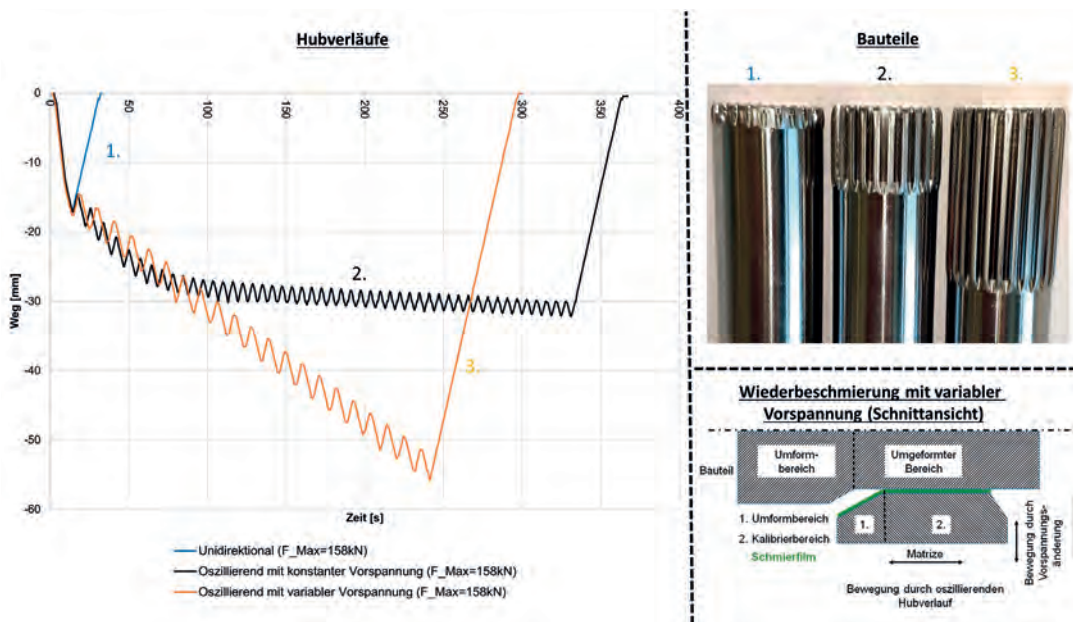 Hubverläufe
0
0
50
100
150
200
250
300
350
400
-10
-20
-30
-40
-50
-60
Weg [mm]
Zeit [s]
1.
2.
3.
Unidirektional (F_Max=158kN)
Oszillierend mit konstanter Vorspannung (F_Max=158kN)
Oszillierend mit variabler Vorspannung (F_Max=158kN)
Bauteile
1.
2.
3.
Wiederbeschmierung mit variabler
Vorspannung (Schnittansicht)
Bauteil
Umform-
bereich
Umgeformter
Bereich
1. Umformbereich
2. Kalibrierbereich
Schmierfilm
1.
2.
Matrize
Bewegung durch oszillierenden
Hubverlauf
Bewegung durch
Vorspannungs-
änderung